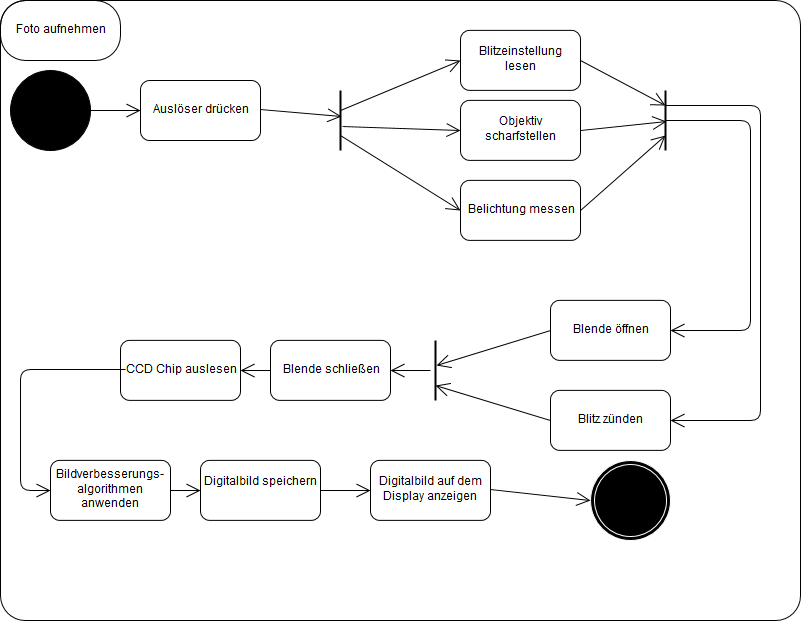 Foto aufnehmen
Auslöser drücken
Blitzeinstellung
lesen
Objektiv
scharfstellen
Belichtung messen
Blende öffnen
Blitz zünden
Blende schließen
CCD Chip auslesen
Bildverbesserungs-
algorithmen
anwenden
Digitalbild speichern
Digitalbild auf dem
Display anzeigen